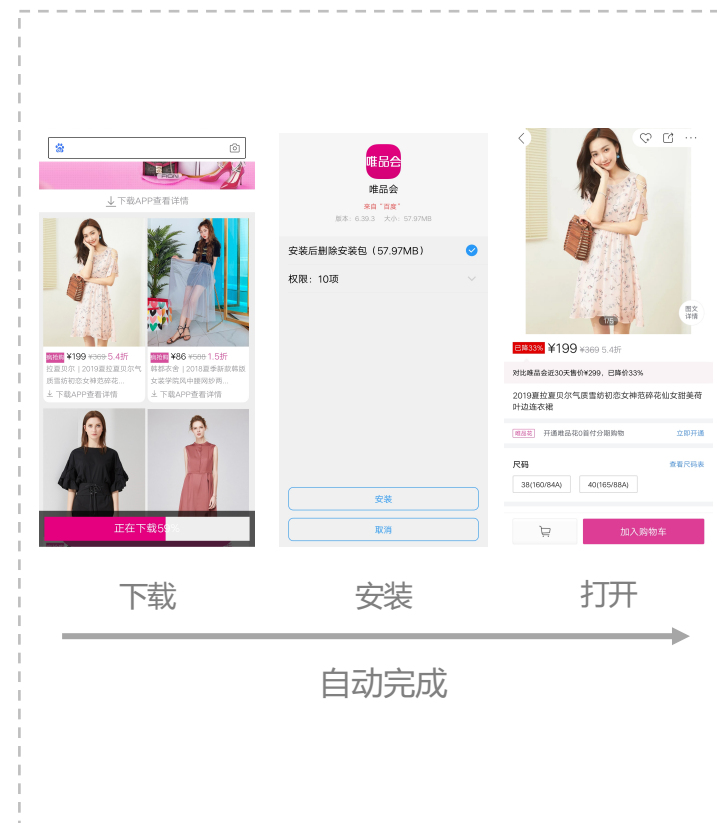 下载APP查看详情
病抢购 ¥199 ¥369 5.4折
拉夏贝尔 | 2019夏拉夏贝尔气
质雪纺初恋女神范碎花...
下载APP查看详情
¥86 ¥588 1.5折
韩都衣舍 | 2018夏季新款韩版
女装学院风中腰网纱两...
下载APP查看详情
正在下载59%
唯品会
唯品会
来自“百度”
版本：6.39.3 大小：57.97MB
安装后删除安装包（57.97MB）
权限：10项
安装
取消
1/5
图文
详情
已降33% ¥199 ¥369 5.4折
对比唯品会近30天售价¥299，已降价33%
2019夏拉夏贝尔气质雪纺初恋女神范碎花仙女甜美荷
叶边连衣裙
唯品花 开通唯品花0首付分期购物 立即开通
尺码 查看尺码表
38(160/84A) 40(165/88A)
加入购物车
下载
安装
打开
自动完成